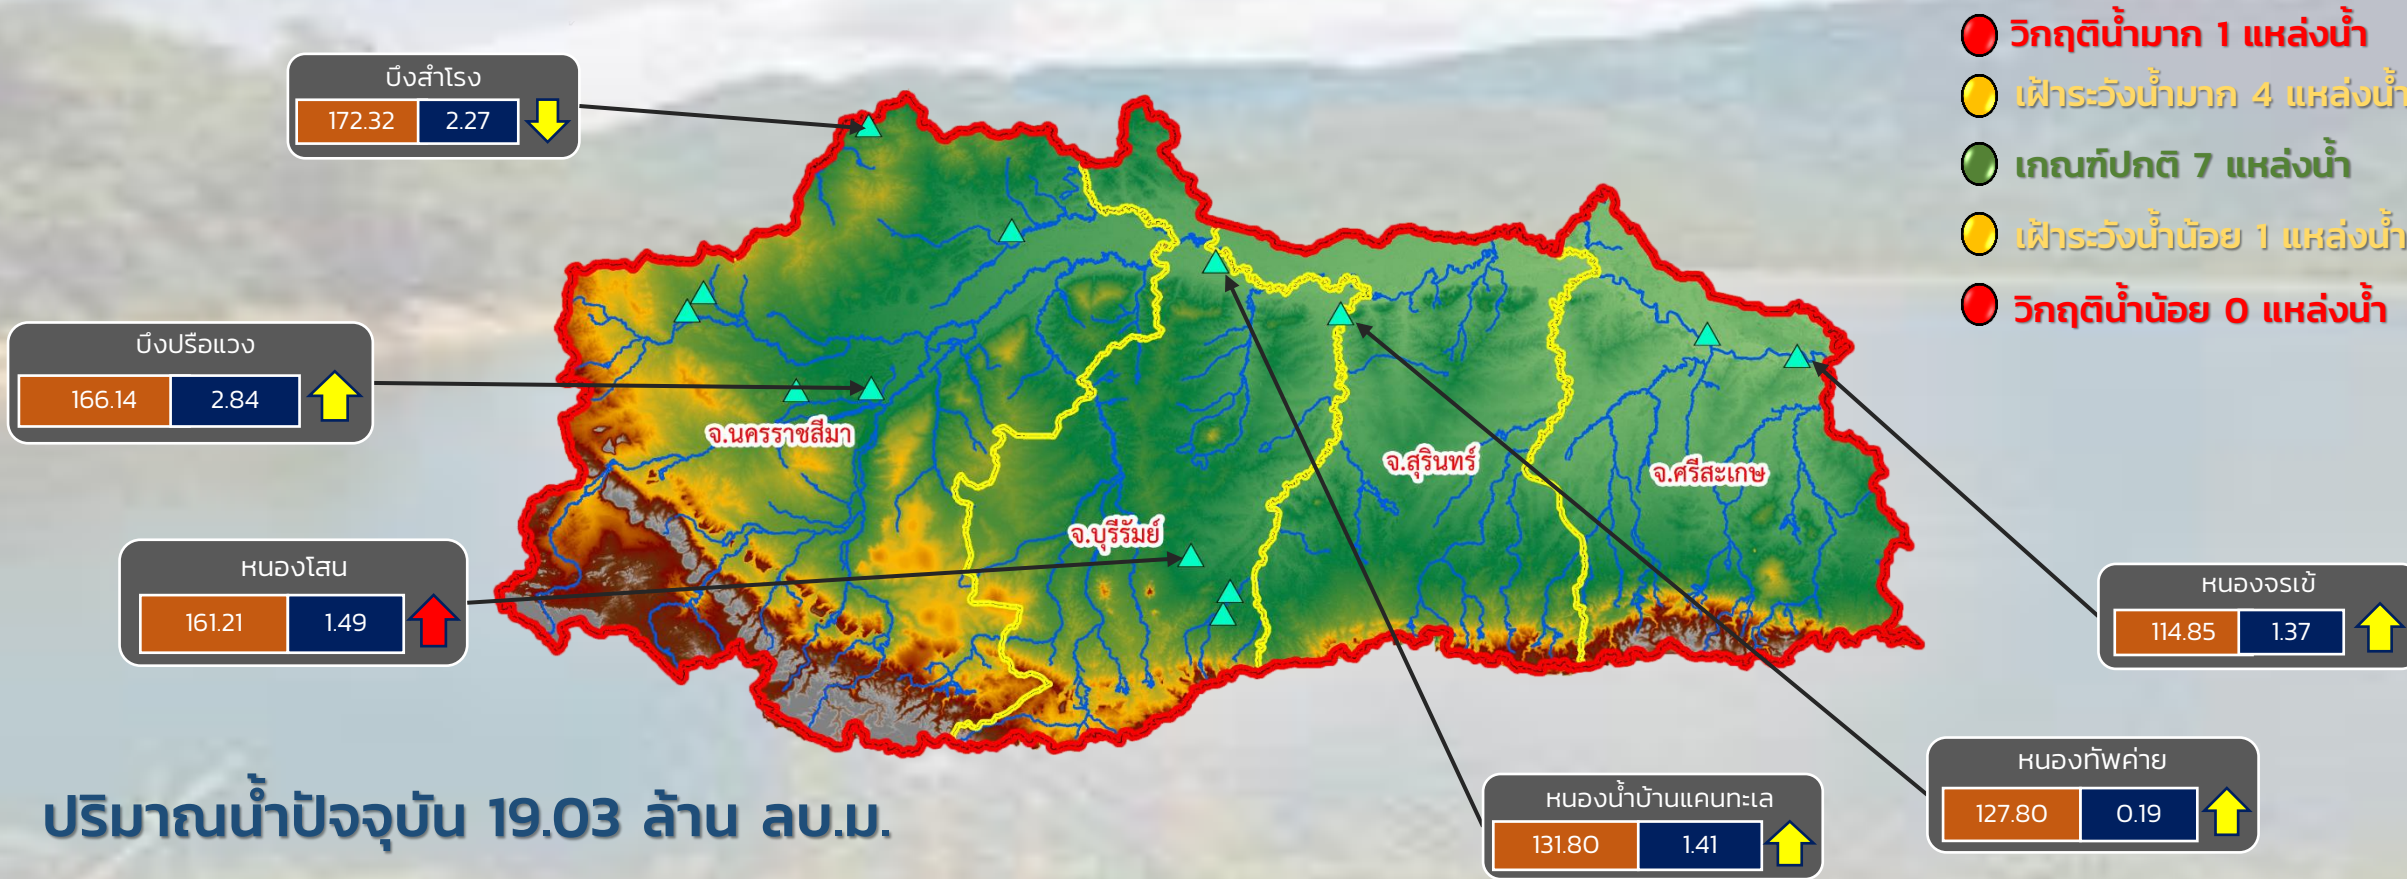 วิกฤติน้ำมาก 1 แหล่งน้ำ
เฝ้าระวังน้ำมาก 4 แหล่งน้ำ
เกณฑ์ปกติ 7 แหล่งน้ำ
เฝ้าระวังน้ำน้อย 1 แหล่งน้ำ
วิกฤติน้ำน้อย 0 แหล่งน้ำ
บึงสำโรง
172.32 2.27
บึงปรือแวง
166.14 2.84
หนองโสน
161.21 1.49
จ.นครราชสีมา
จ.บุรีรัมย์
จ.สุรินทร์
จ.ศรีสะเกษ
หนองจรเข้
114.85 1.37
หนองทัพค่าย
127.80 0.19
หนองน้ำบ้านแคนทะเล
131.80 1.41
ปริมาณน้ำปัจจุบัน 19.03 ล้าน ลบ.ม.